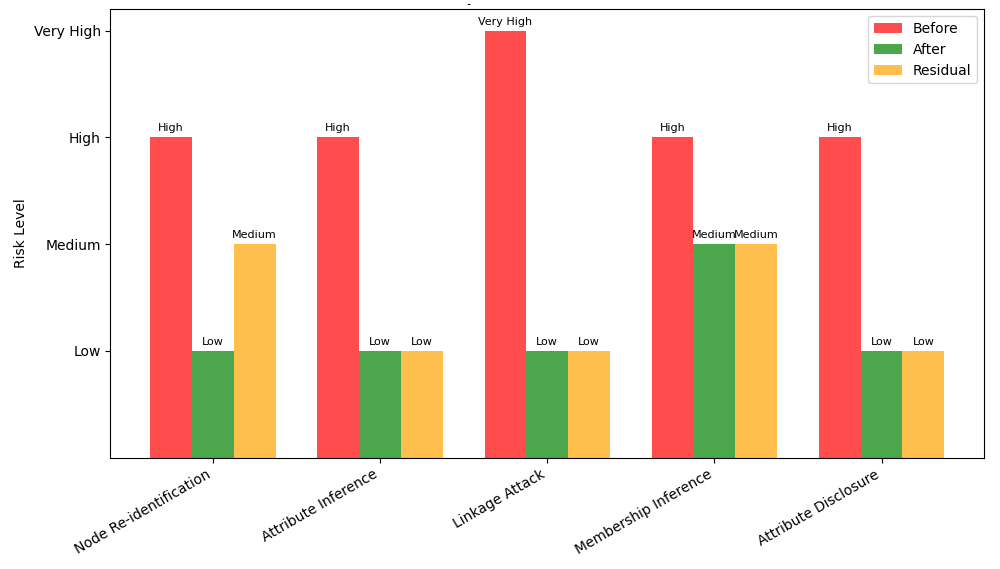 Very High
Very High
Before
After
Residual
High
High
High
High
High
Risk Level
Medium
Medium
Medium
Medium
Low
Low
Low
Low
Low
Low
Low
Low
Node Re-identification
Attribute Inference
Linkage Attack
Membership Inference
Attribute Disclosure